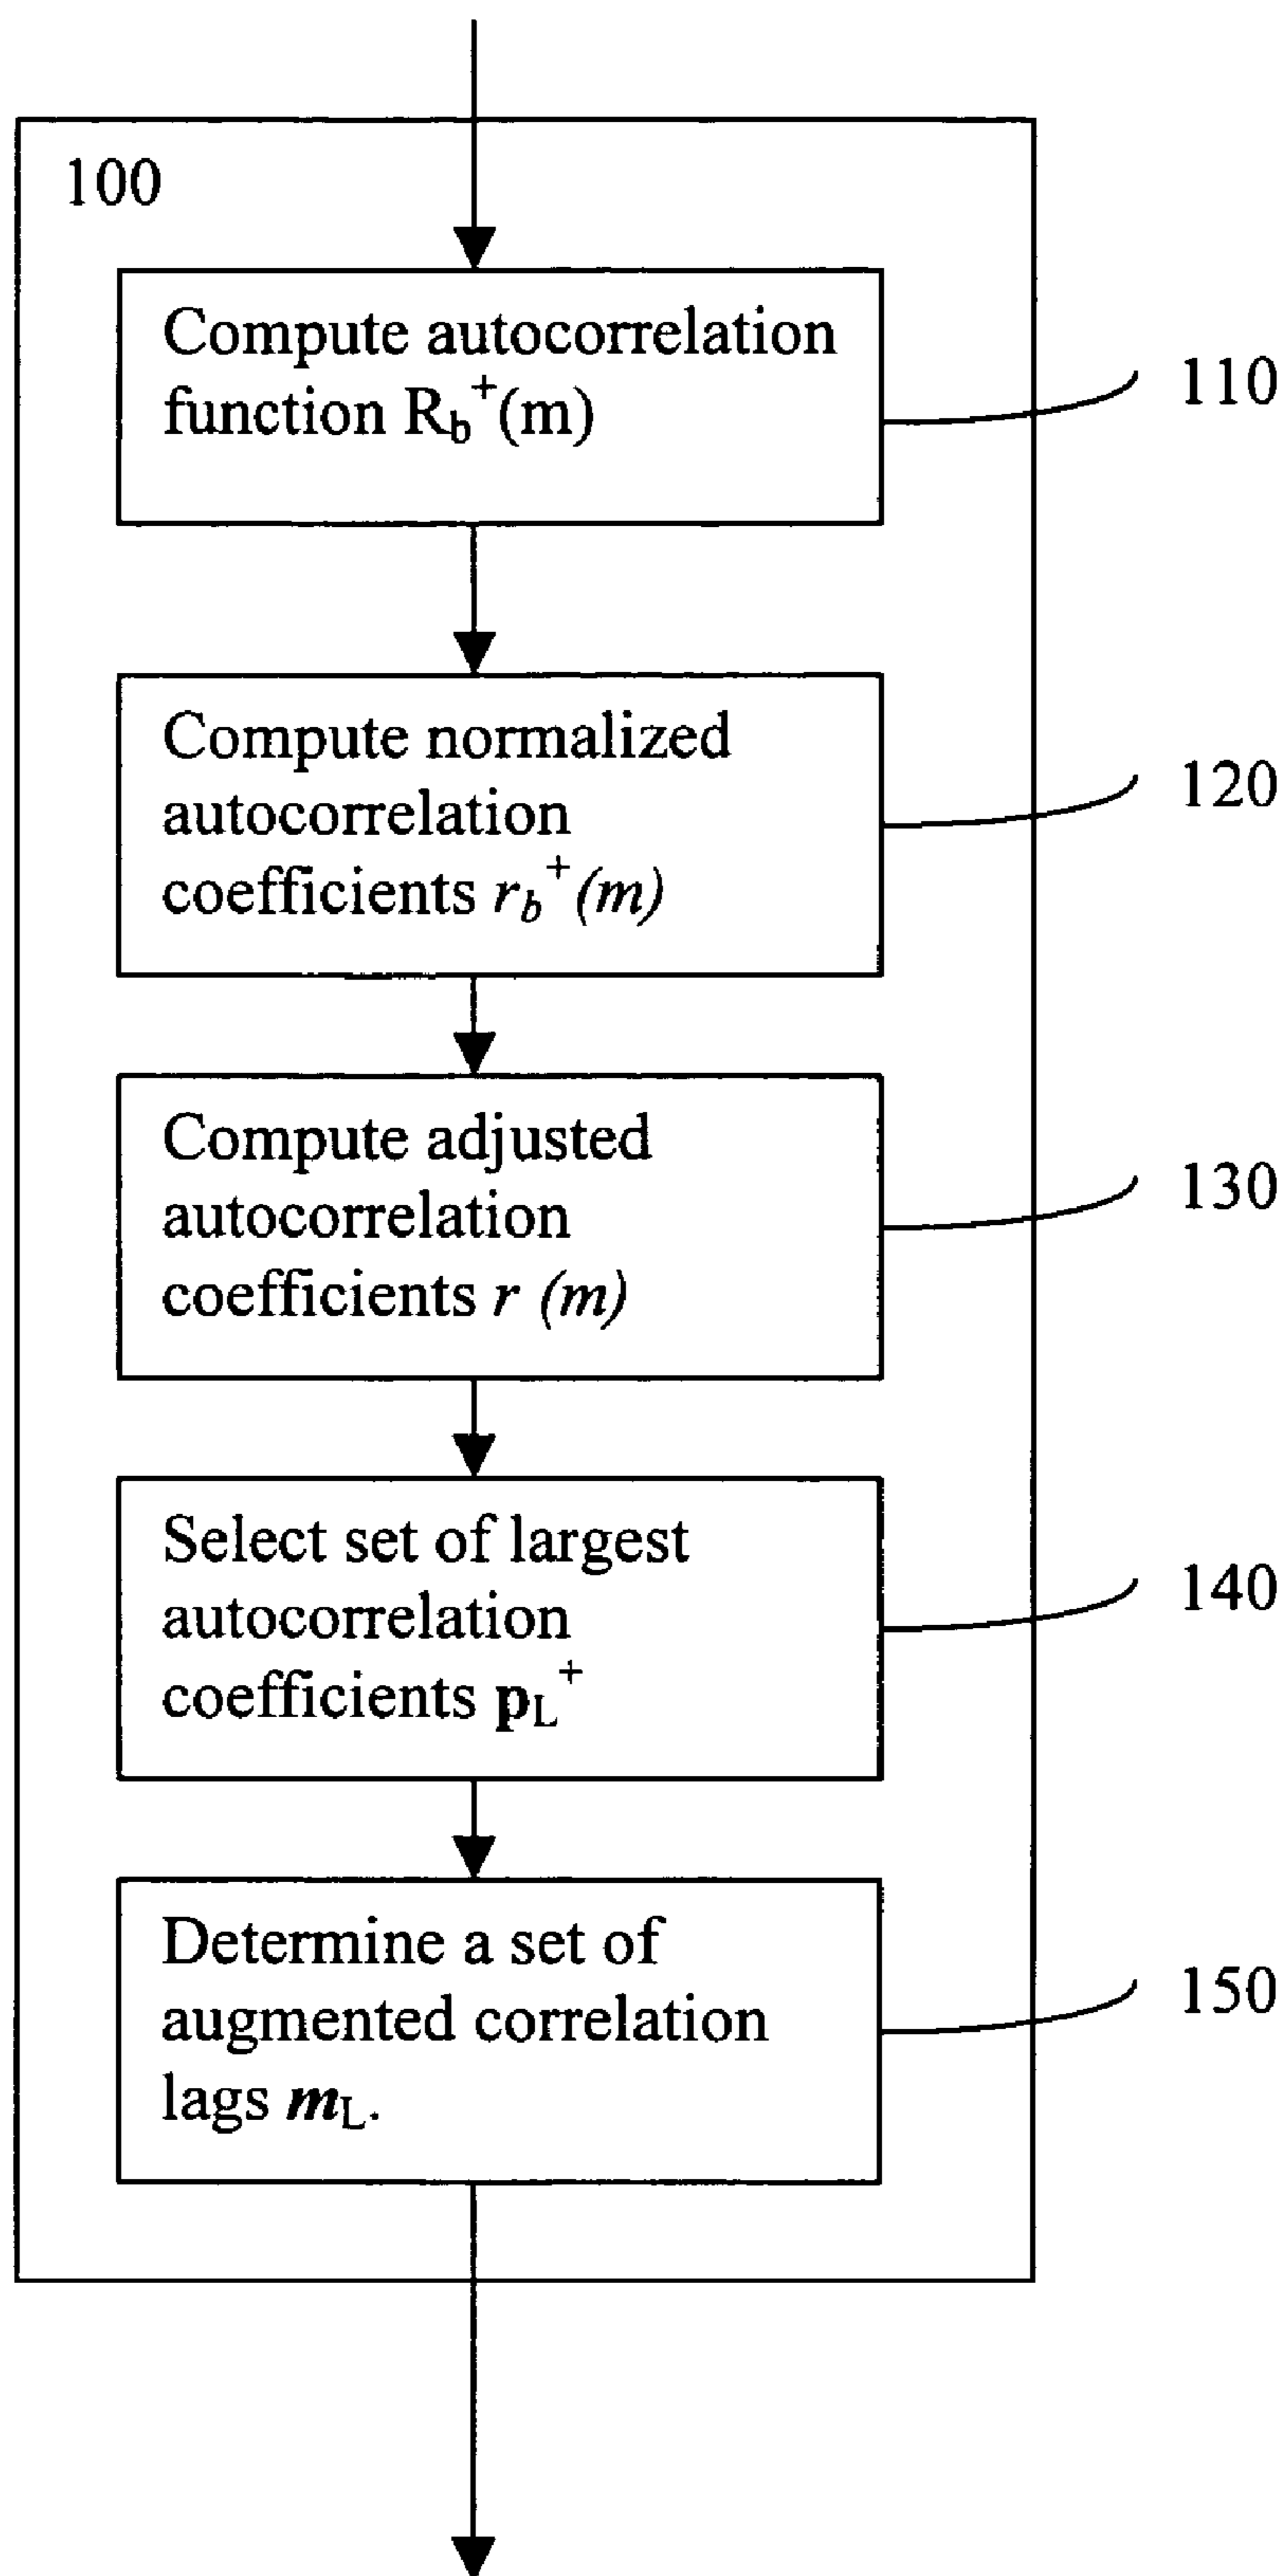 100
Compute autocorrelation
function R_b^+(m)
110
Compute normalized
autocorrelation
coefficients r_b^+(m)
120
Compute adjusted
autocorrelation
coefficients r (m)
130
Select set of largest
autocorrelation
coefficients p_L^+
140
Determine a set of
augmented correlation
lags m_L.
150